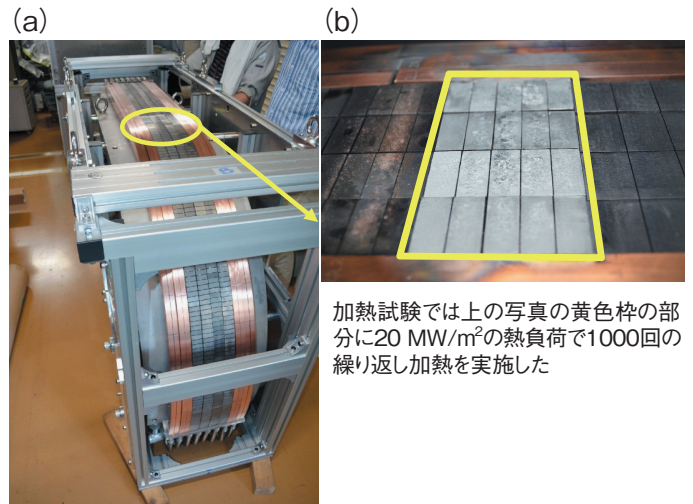 (a)
(b)
加熱試験では上の写真の黄色枠の部
分に20 MW/m²の熱負荷で1000回の
繰り返し加熱を実施した